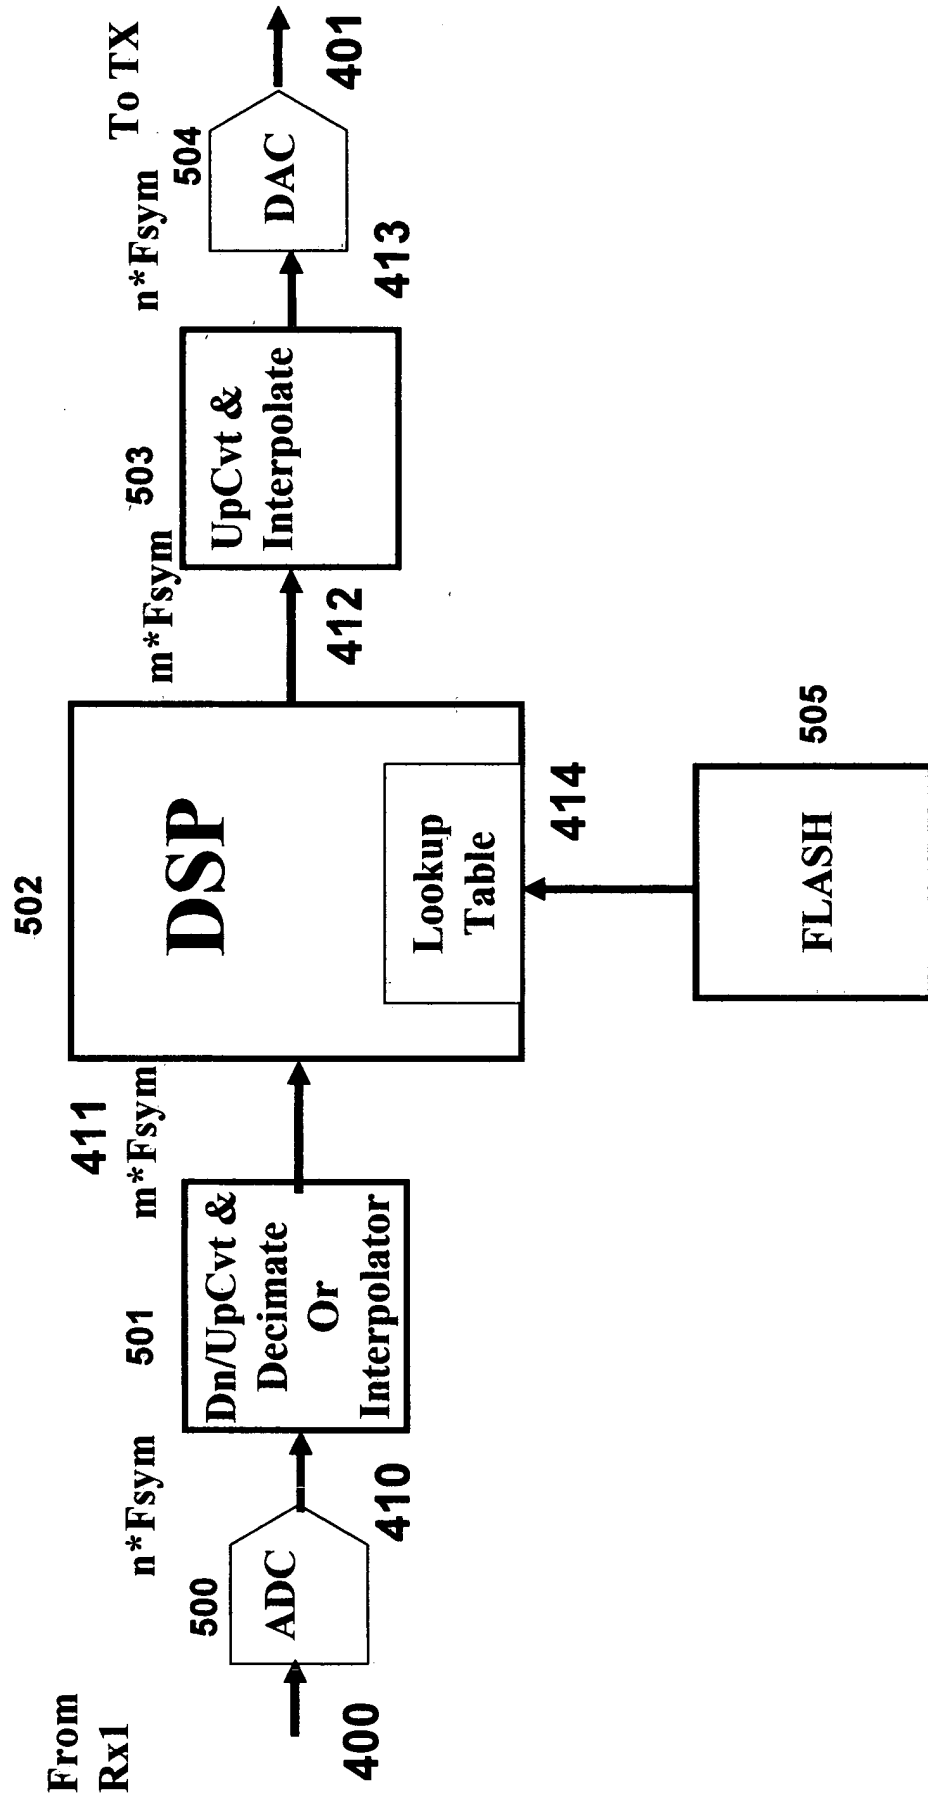 From
Rx1
400
500
ADC
n*Fsym
410
501
Dn/UpCvt &
Decimate
Or
Interpolator
411
m*Fsym
502
DSP
Lookup
Table
414
FLASH
505
m*Fsym
412
503
UpCvt &
Interpolate
n*Fsym
413
504
DAC
To TX
401